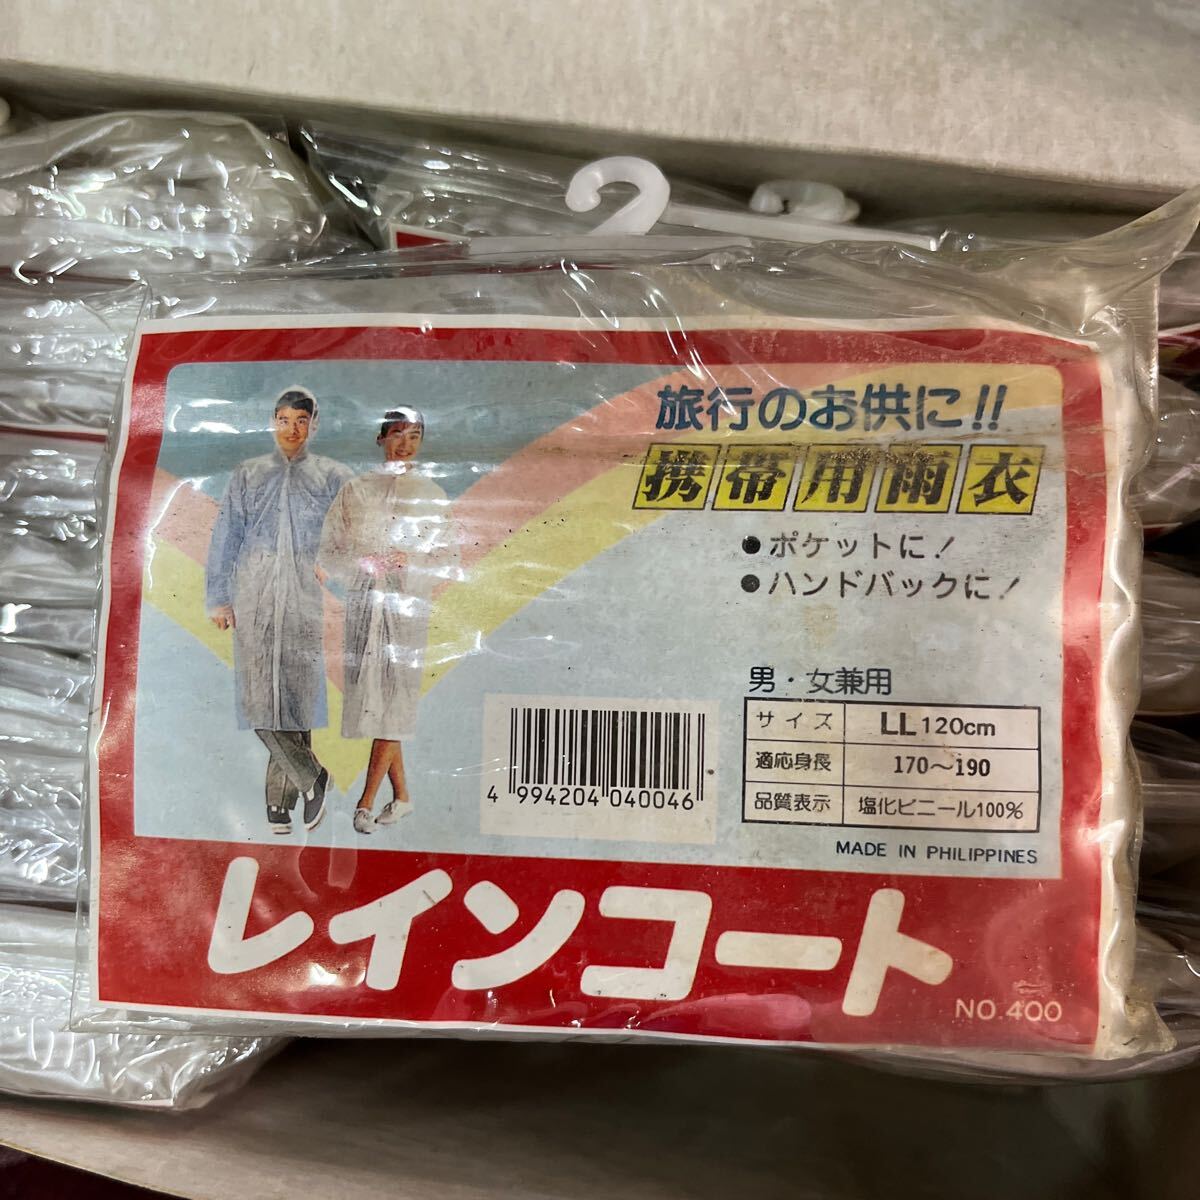 旅行のお供に!!
携帯用雨衣
●ポケットに!
●ハンドバックに!
男・女兼用
サイズ LL120cm
適応身長 170～190
品質表示 塩化ビニール100%
MADE IN PHILIPPINES
4 994204 040046
レインコート
NO.400